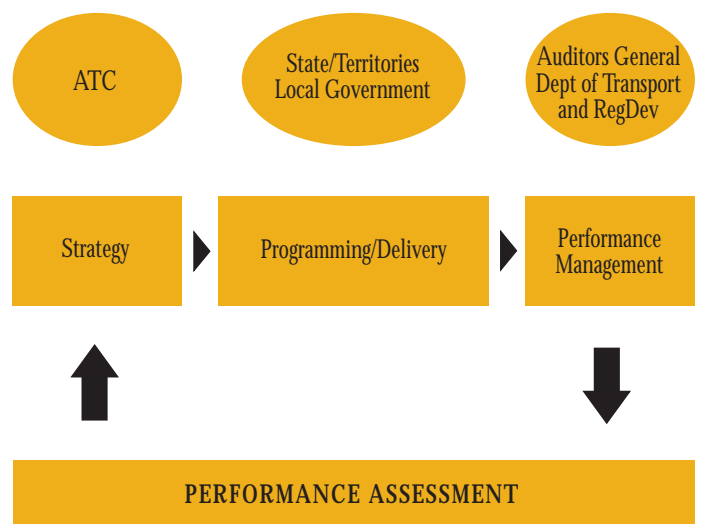 ATC
State/Territories
Local Government
Auditors General
Dept of Transport
and RegDev
Strategy
Programming/Delivery
Performance
Management
PERFORMANCE ASSESSMENT